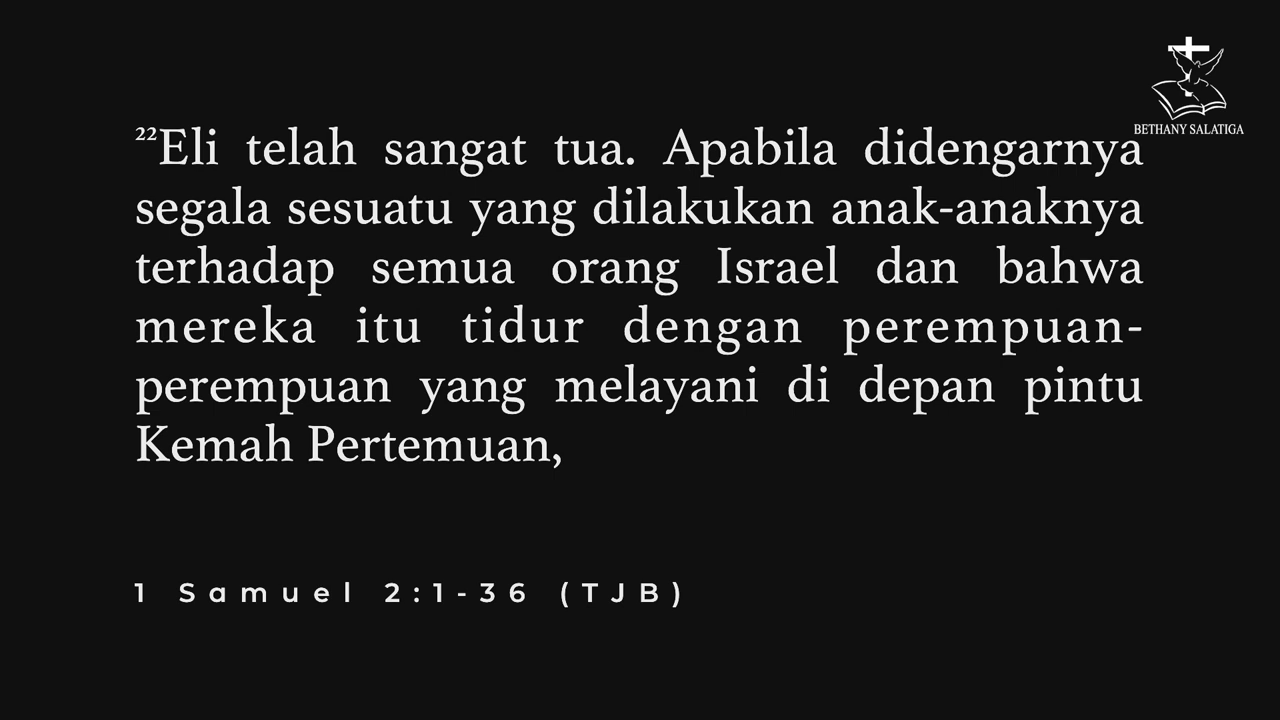 BETHANY SALATIGA
²²Eli telah sangat tua. Apabila didengarnya
segala sesuatu yang dilakukan anak-anaknya
terhadap semua orang Israel dan bahwa
mereka itu tidur dengan perempuan-
perempuan yang melayani di depan pintu
Kemah Pertemuan,
1 Samuel 2:1-36 (TJB)